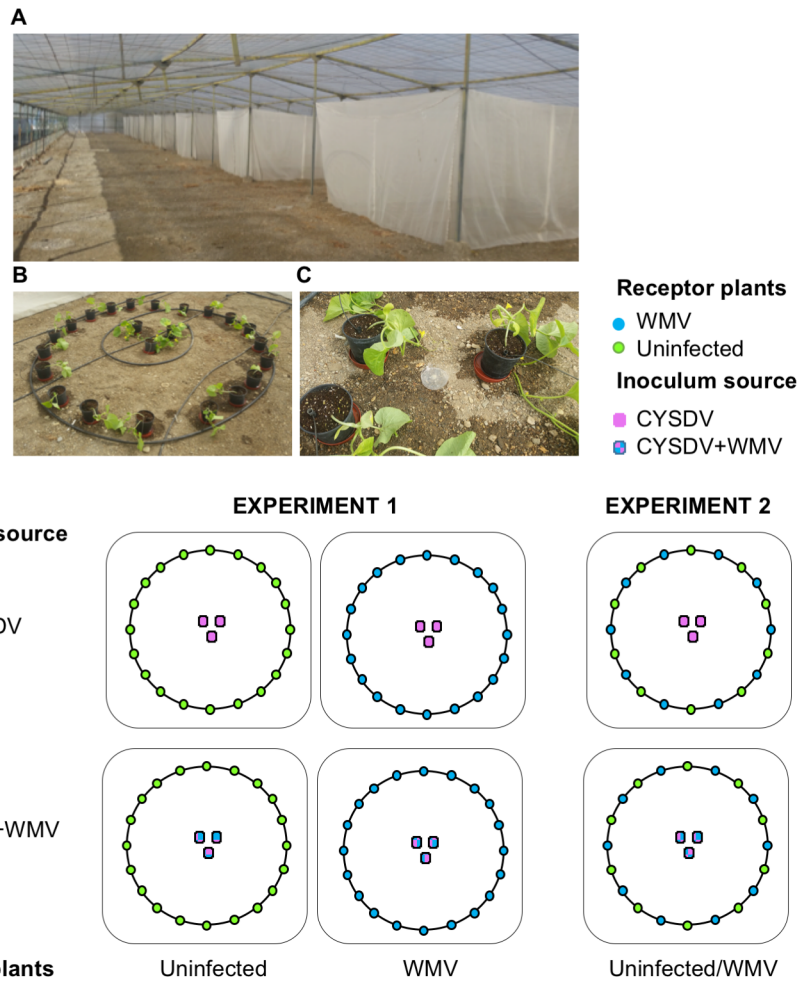 A
B
C
Receptor plants
WMV
Uninfected
Inoculum source
CYSDV
CYSDV+WMV
EXPERIMENT 1
EXPERIMENT 2
source
DV
+WMV
plants
Uninfected
WMV
Uninfected/WMV